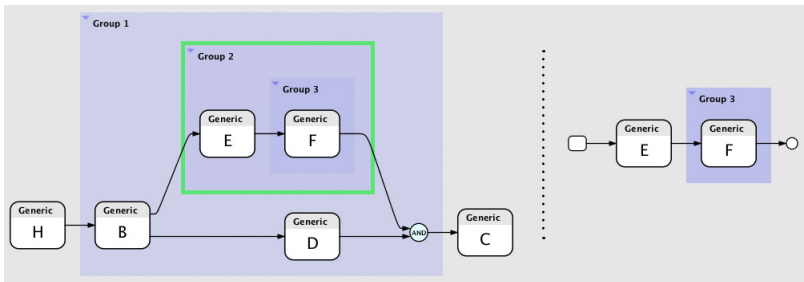 Group 1
Group 2
Group 3
Generic
E
Generic
F
Generic
H
Generic
B
Generic
D
AND
Generic
C
Group 3
Generic
E
Generic
F